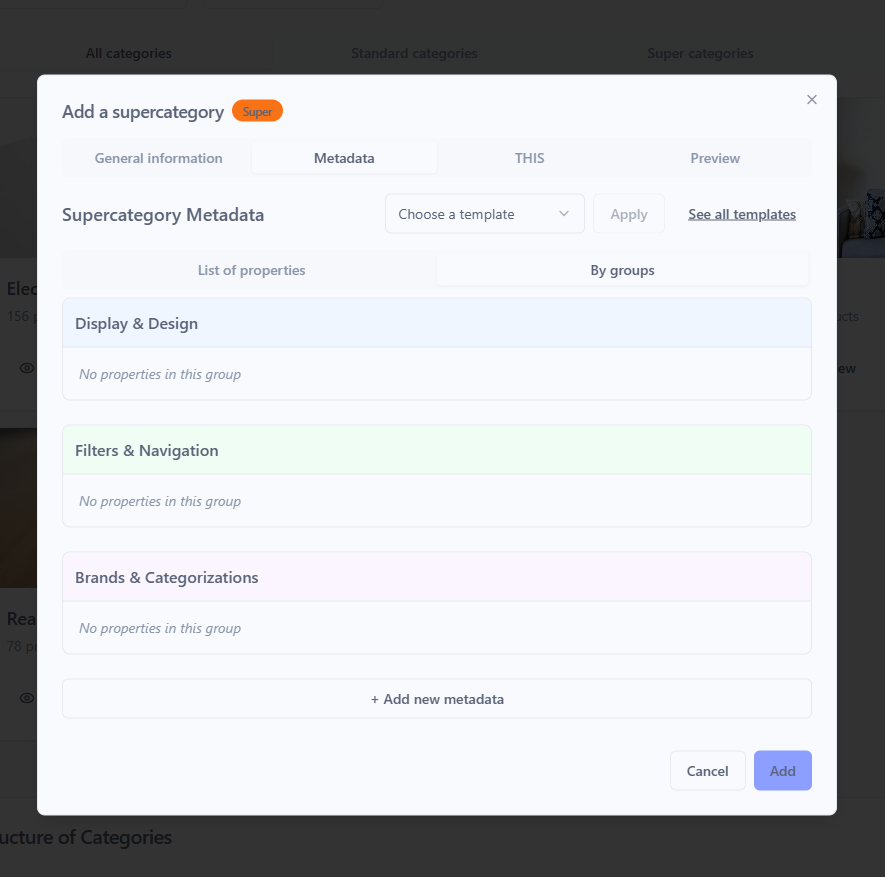 All categories Standard categories Super categories
Add a supercategory Super
General information Metadata THIS Preview
Supercategory Metadata Choose a template Apply See all templates
List of properties By groups
Display & Design
No properties in this group
Filters & Navigation
No properties in this group
Brands & Categorizations
No properties in this group
+ Add new metadata
Cancel Add
Elec
156 p
ucts
ew
Rea
78 pr
ucture of Categories